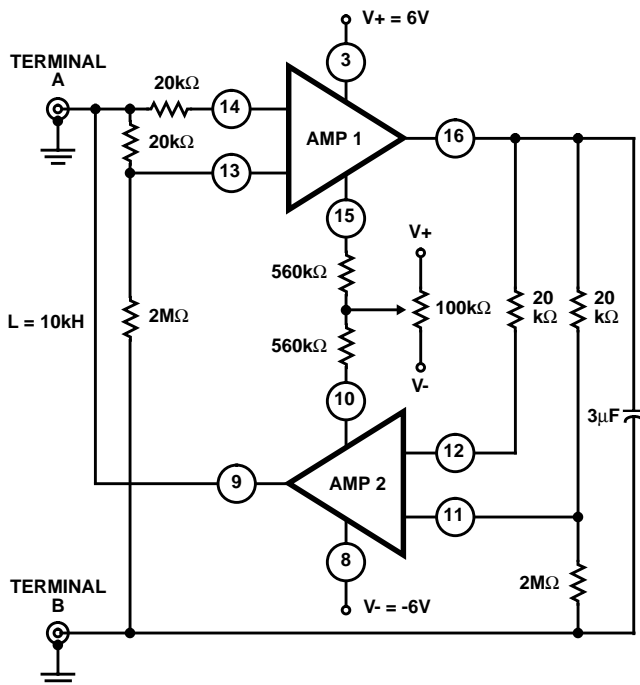 V+ = 6V
TERMINAL
A
3
20kΩ
14
16
AMP 1
20kΩ
13
15
V+
560kΩ
L = 10kH
2MΩ
100kΩ
20
kΩ
20
kΩ
560kΩ
V-
10
3µF
12
9
AMP 2
11
8
2MΩ
TERMINAL
B
V- = -6V